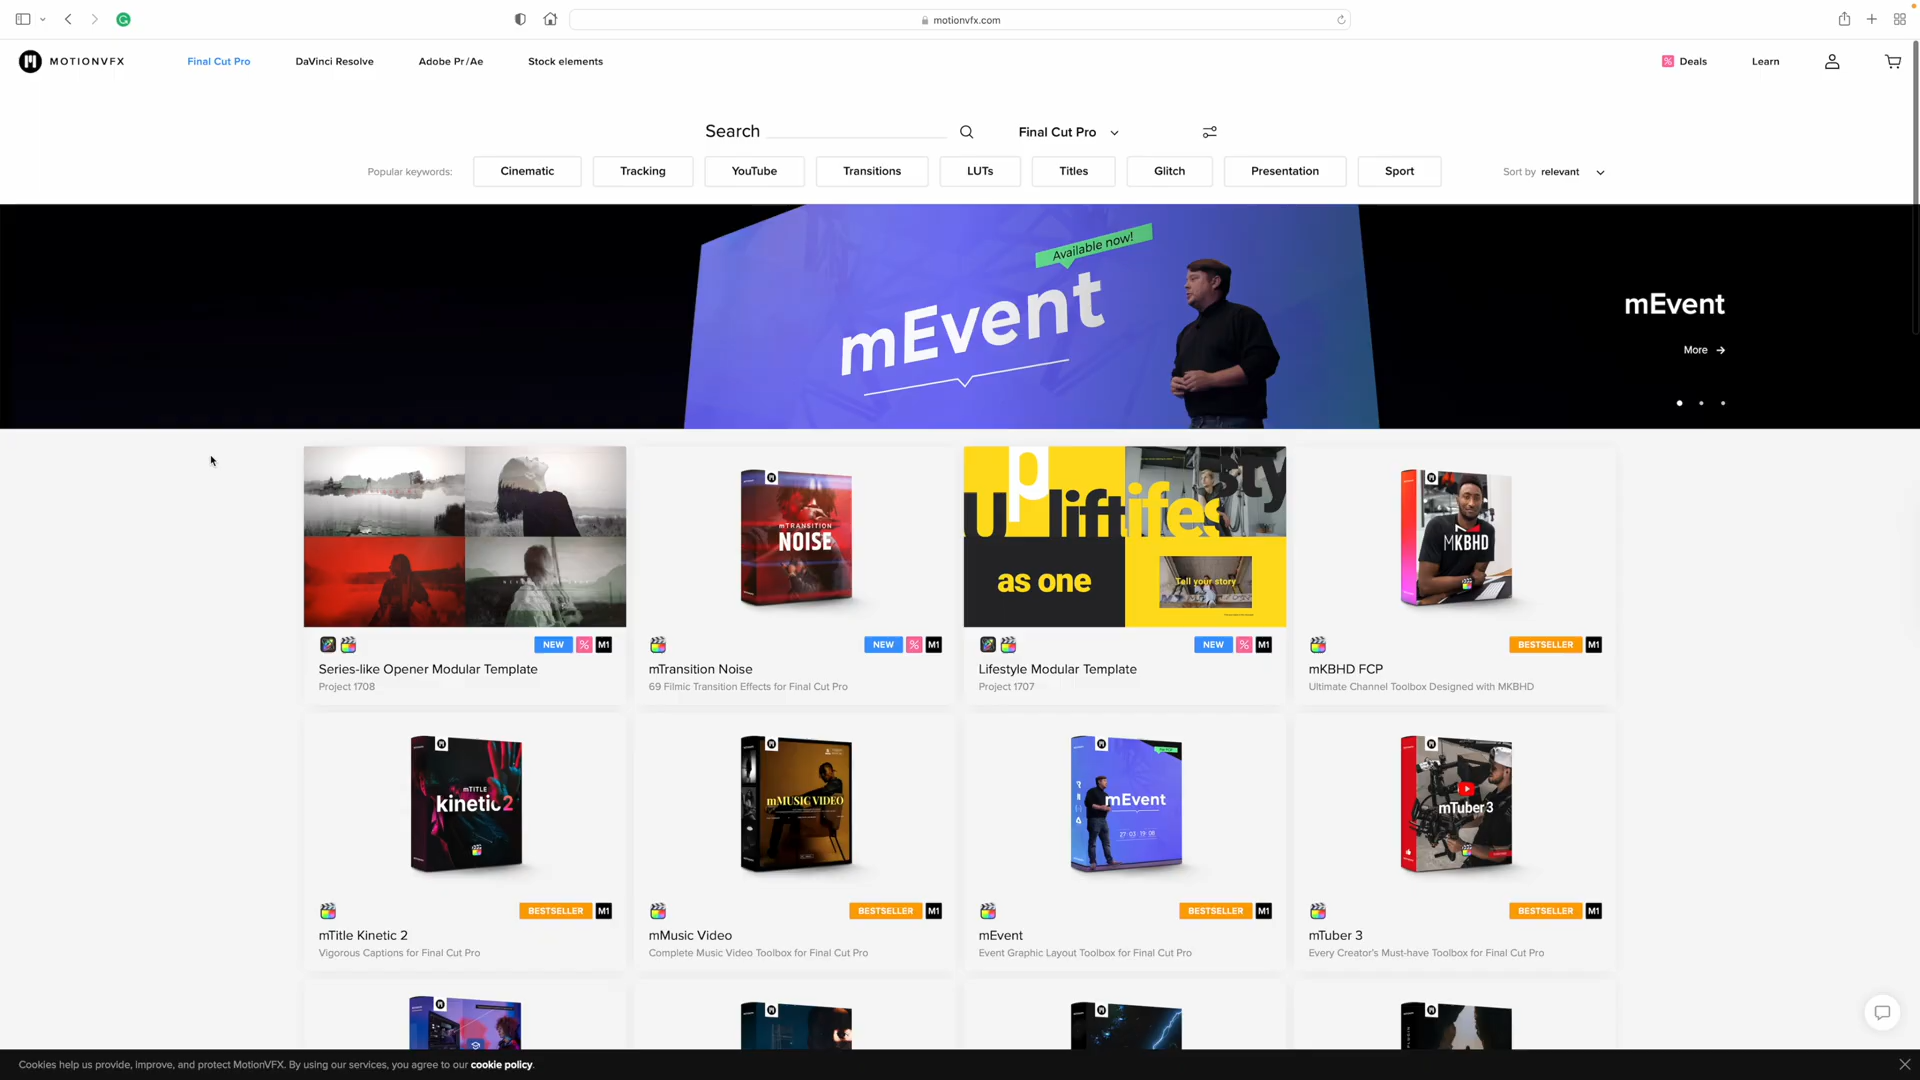 motionvfx.com
MOTIONVFX
Final Cut Pro
DaVinci Resolve
Adobe Pr/Ae
Stock elements
% Deals
Learn
Search
Final Cut Pro
Popular keywords:
Cinematic
Tracking
YouTube
Transitions
LUTs
Titles
Glitch
Presentation
Sport
Sort by relevant
Available now!
mEvent
mEvent
More →
mTRANSITION
NOISE
p
Uplift
lifes
sty
as one
Tell your story
MKBHD
NEW % M1
Series-like Opener Modular Template
Project 1708
NEW % M1
mTransition Noise
69 Filmic Transition Effects for Final Cut Pro
NEW % M1
Lifestyle Modular Template
Project 1707
BESTSELLER M1
mKBHD FCP
Ultimate Channel Toolbox Designed with MKBHD
mTITLE
kinetic 2
mMUSIC VIDEO
mEvent
27 03 19:08
mTuber 3
BESTSELLER M1
mTitle Kinetic 2
Vigorous Captions for Final Cut Pro
BESTSELLER M1
mMusic Video
Complete Music Video Toolbox for Final Cut Pro
BESTSELLER M1
mEvent
Event Graphic Layout Toolbox for Final Cut Pro
BESTSELLER M1
mTuber 3
Every Creator's Must-have Toolbox for Final Cut Pro
Cookies help us provide, improve, and protect MotionVFX. By using our services, you agree to our cookie policy.